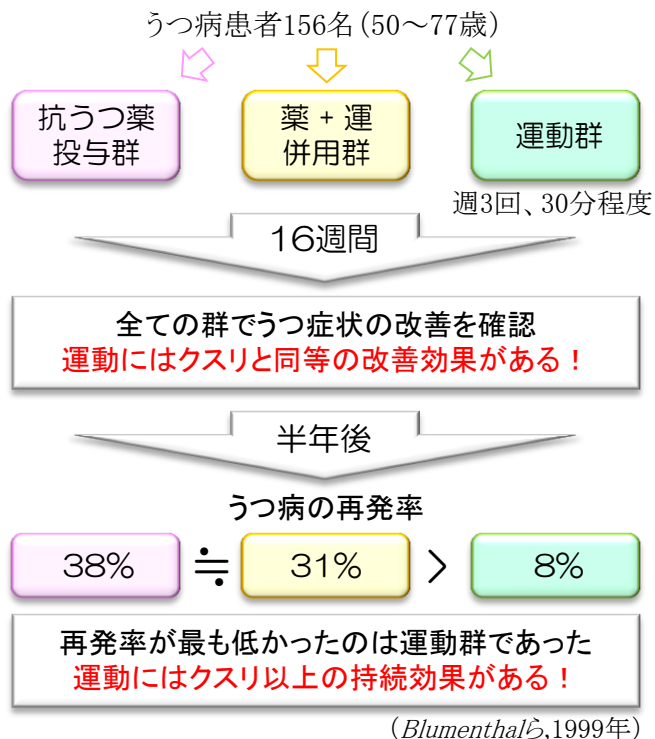 うつ病患者156名（50～77歳）
抗うつ薬
投与群
薬 + 運
併用群
運動群
週3回、30分程度
16週間
全ての群でうつ症状の改善を確認
運動にはクスリと同等の改善効果がある！
半年後
うつ病の再発率
38% ≒ 31% > 8%
再発率が最も低かったのは運動群であった
運動にはクスリ以上の持続効果がある！
（Blumenthalら,1999年）